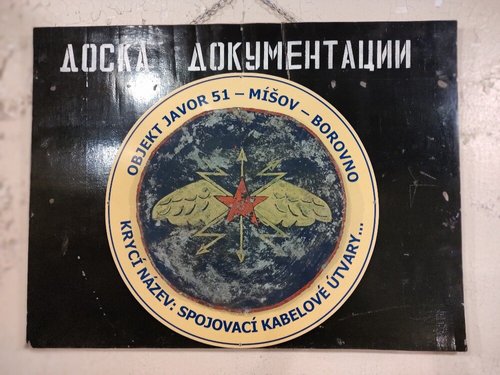 ДОСКА ДОКУМЕНТАЦИИ
OBJEKT JAVOR 51 – MÍŠOV – BOROVNO
KRYCÍ NÁZEV: SPOJOVACÍ KABELOVÉ ÚTVARY...